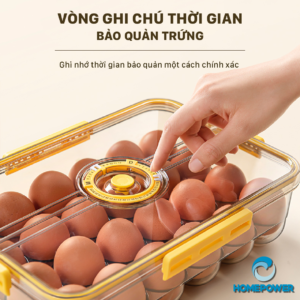 VÒNG GHI CHÚ THỜI GIAN
BẢO QUẢN TRỨNG
Ghi nhớ thời gian bảo quản một cách chính xác
HOMEPOWER